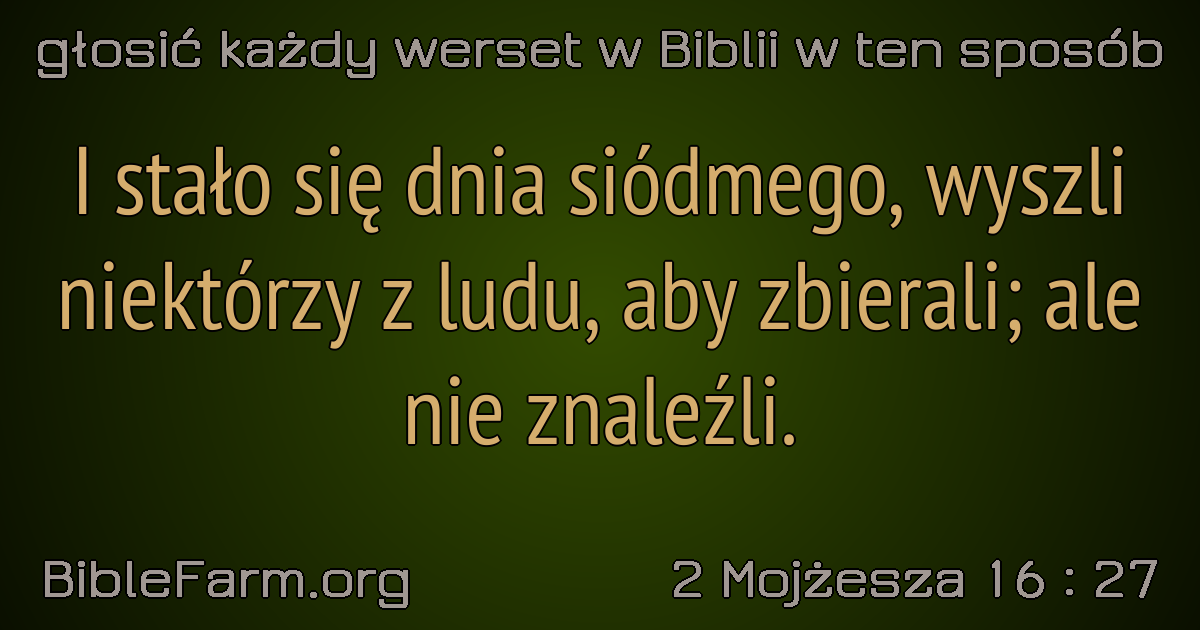 głosić każdy werset w Biblii w ten sposób
I stało się dnia siódmego, wyszli
niektórzy z ludu, aby zbierali; ale
nie znaleźli.
BibleFarm.org
2 Mojżesza 16 : 27